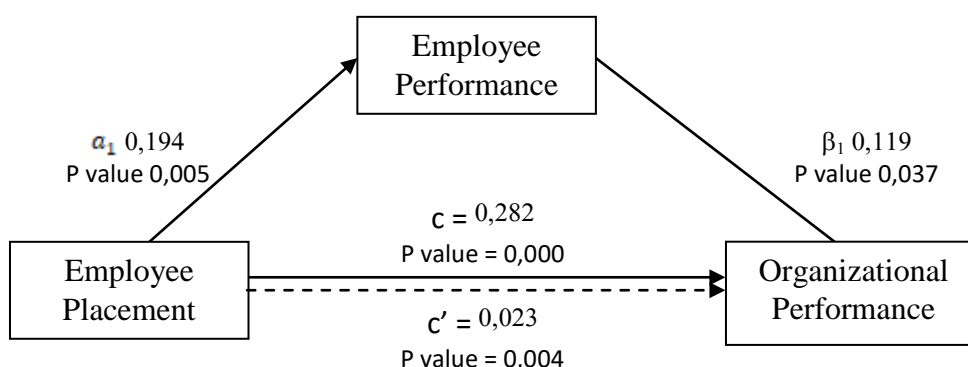 Employee
Performance
a₁ 0,194
P value 0,005
β₁ 0,119
P value 0,037
c = 0,282
P value = 0,000
Employee
Placement
Organizational
Performance
c’ = 0,023
P value = 0,004